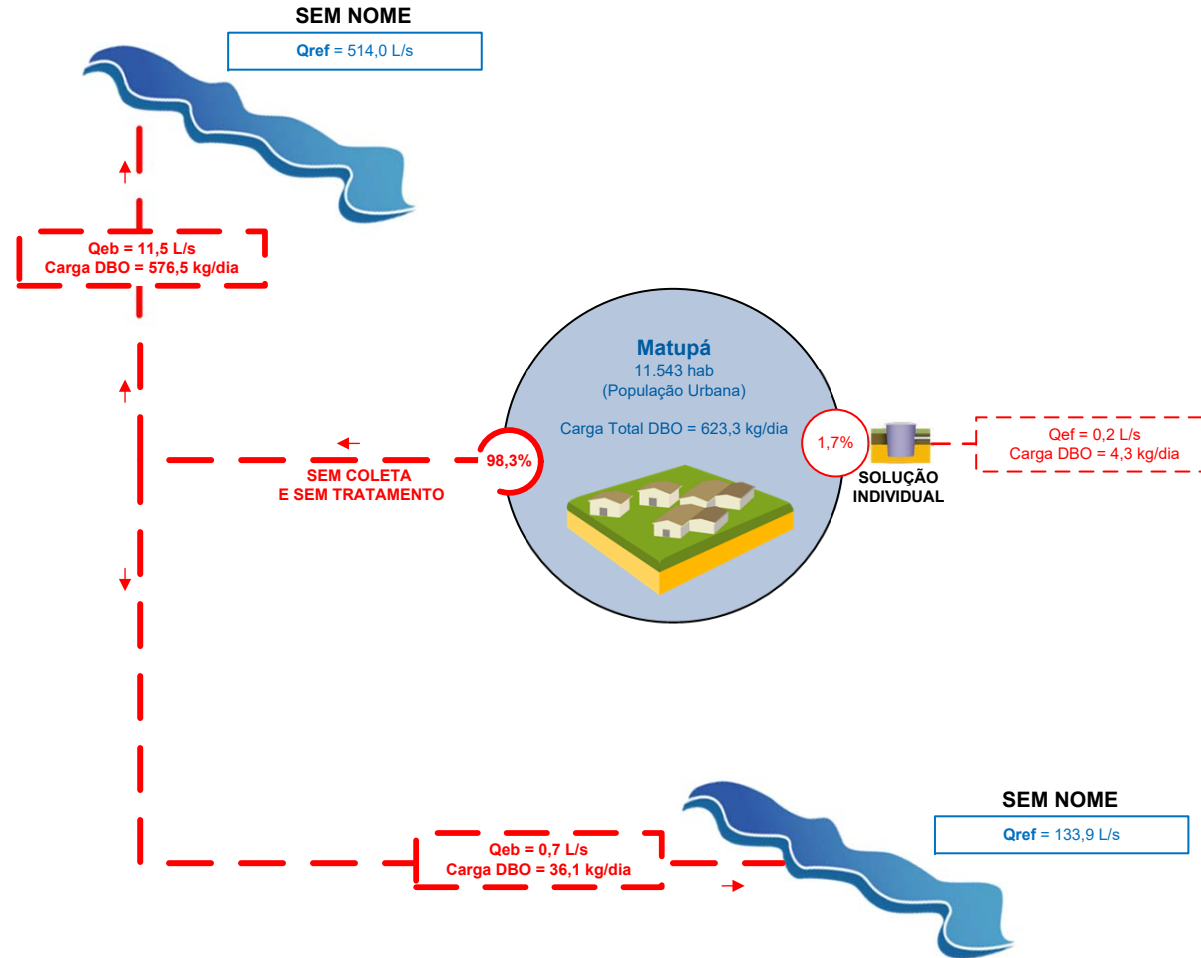 SEM NOME
Qref = 514,0 L/s
Qeb = 11,5 L/s
Carga DBO = 576,5 kg/dia
Matupá
11.543 hab
(População Urbana)
Carga Total DBO = 623,3 kg/dia
98,3%
SEM COLETA
E SEM TRATAMENTO
1,7%
SOLUÇÃO
INDIVIDUAL
Qef = 0,2 L/s
Carga DBO = 4,3 kg/dia
SEM NOME
Qref = 133,9 L/s
Qeb = 0,7 L/s
Carga DBO = 36,1 kg/dia